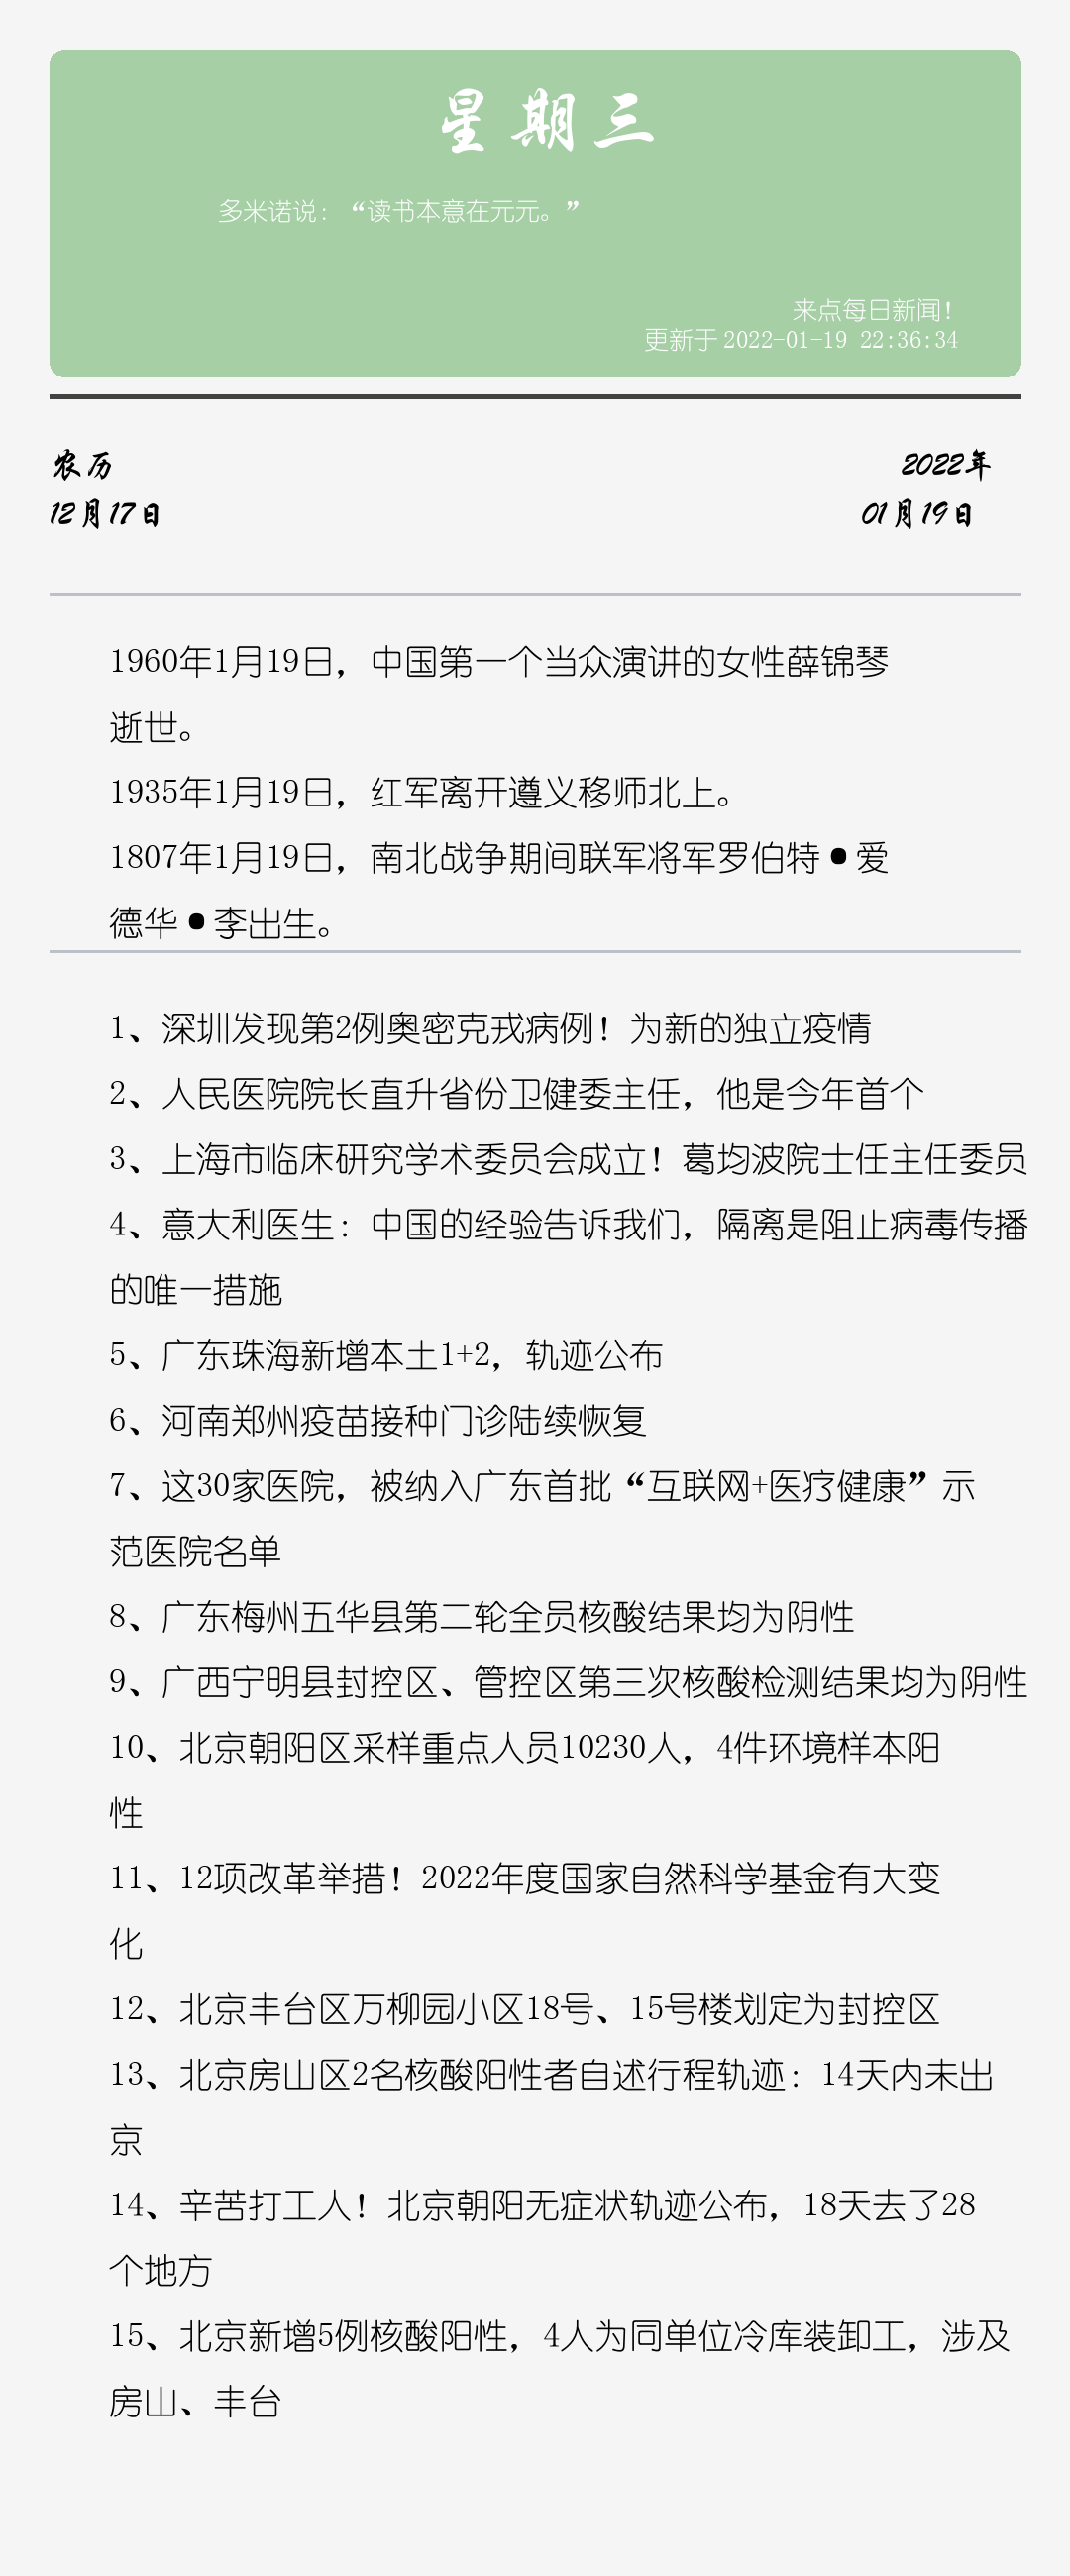 星期三
多米诺说：“读书本意在元元。”
来点每日新闻！
更新于 2022-01-19 22:36:34
农历
12月17日
2022年
01月19日
1960年1月19日，中国第一个当众演讲的女性薛锦琴
逝世。
1935年1月19日，红军离开遵义移师北上。
1807年1月19日，南北战争期间联军将军罗伯特•爱
德华•李出生。
1、深圳发现第2例奥密克戎病例！为新的独立疫情
2、人民医院院长直升省份卫健委主任，他是今年首个
3、上海市临床研究学术委员会成立！葛均波院士任主任委员
4、意大利医生：中国的经验告诉我们，隔离是阻止病毒传播
的唯一措施
5、广东珠海新增本土1+2，轨迹公布
6、河南郑州疫苗接种门诊陆续恢复
7、这30家医院，被纳入广东首批“互联网+医疗健康”示
范医院名单
8、广东梅州五华县第二轮全员核酸结果均为阴性
9、广西宁明县封控区、管控区第三次核酸检测结果均为阴性
10、北京朝阳区采样重点人员10230人，4件环境样本阳
性
11、12项改革举措！2022年度国家自然科学基金有大变
化
12、北京丰台区万柳园小区18号、15号楼划定为封控区
13、北京房山区2名核酸阳性者自述行程轨迹：14天内未出
京
14、辛苦打工人！北京朝阳无症状轨迹公布，18天去了28
个地方
15、北京新增5例核酸阳性，4人为同单位冷库装卸工，涉及
房山、丰台